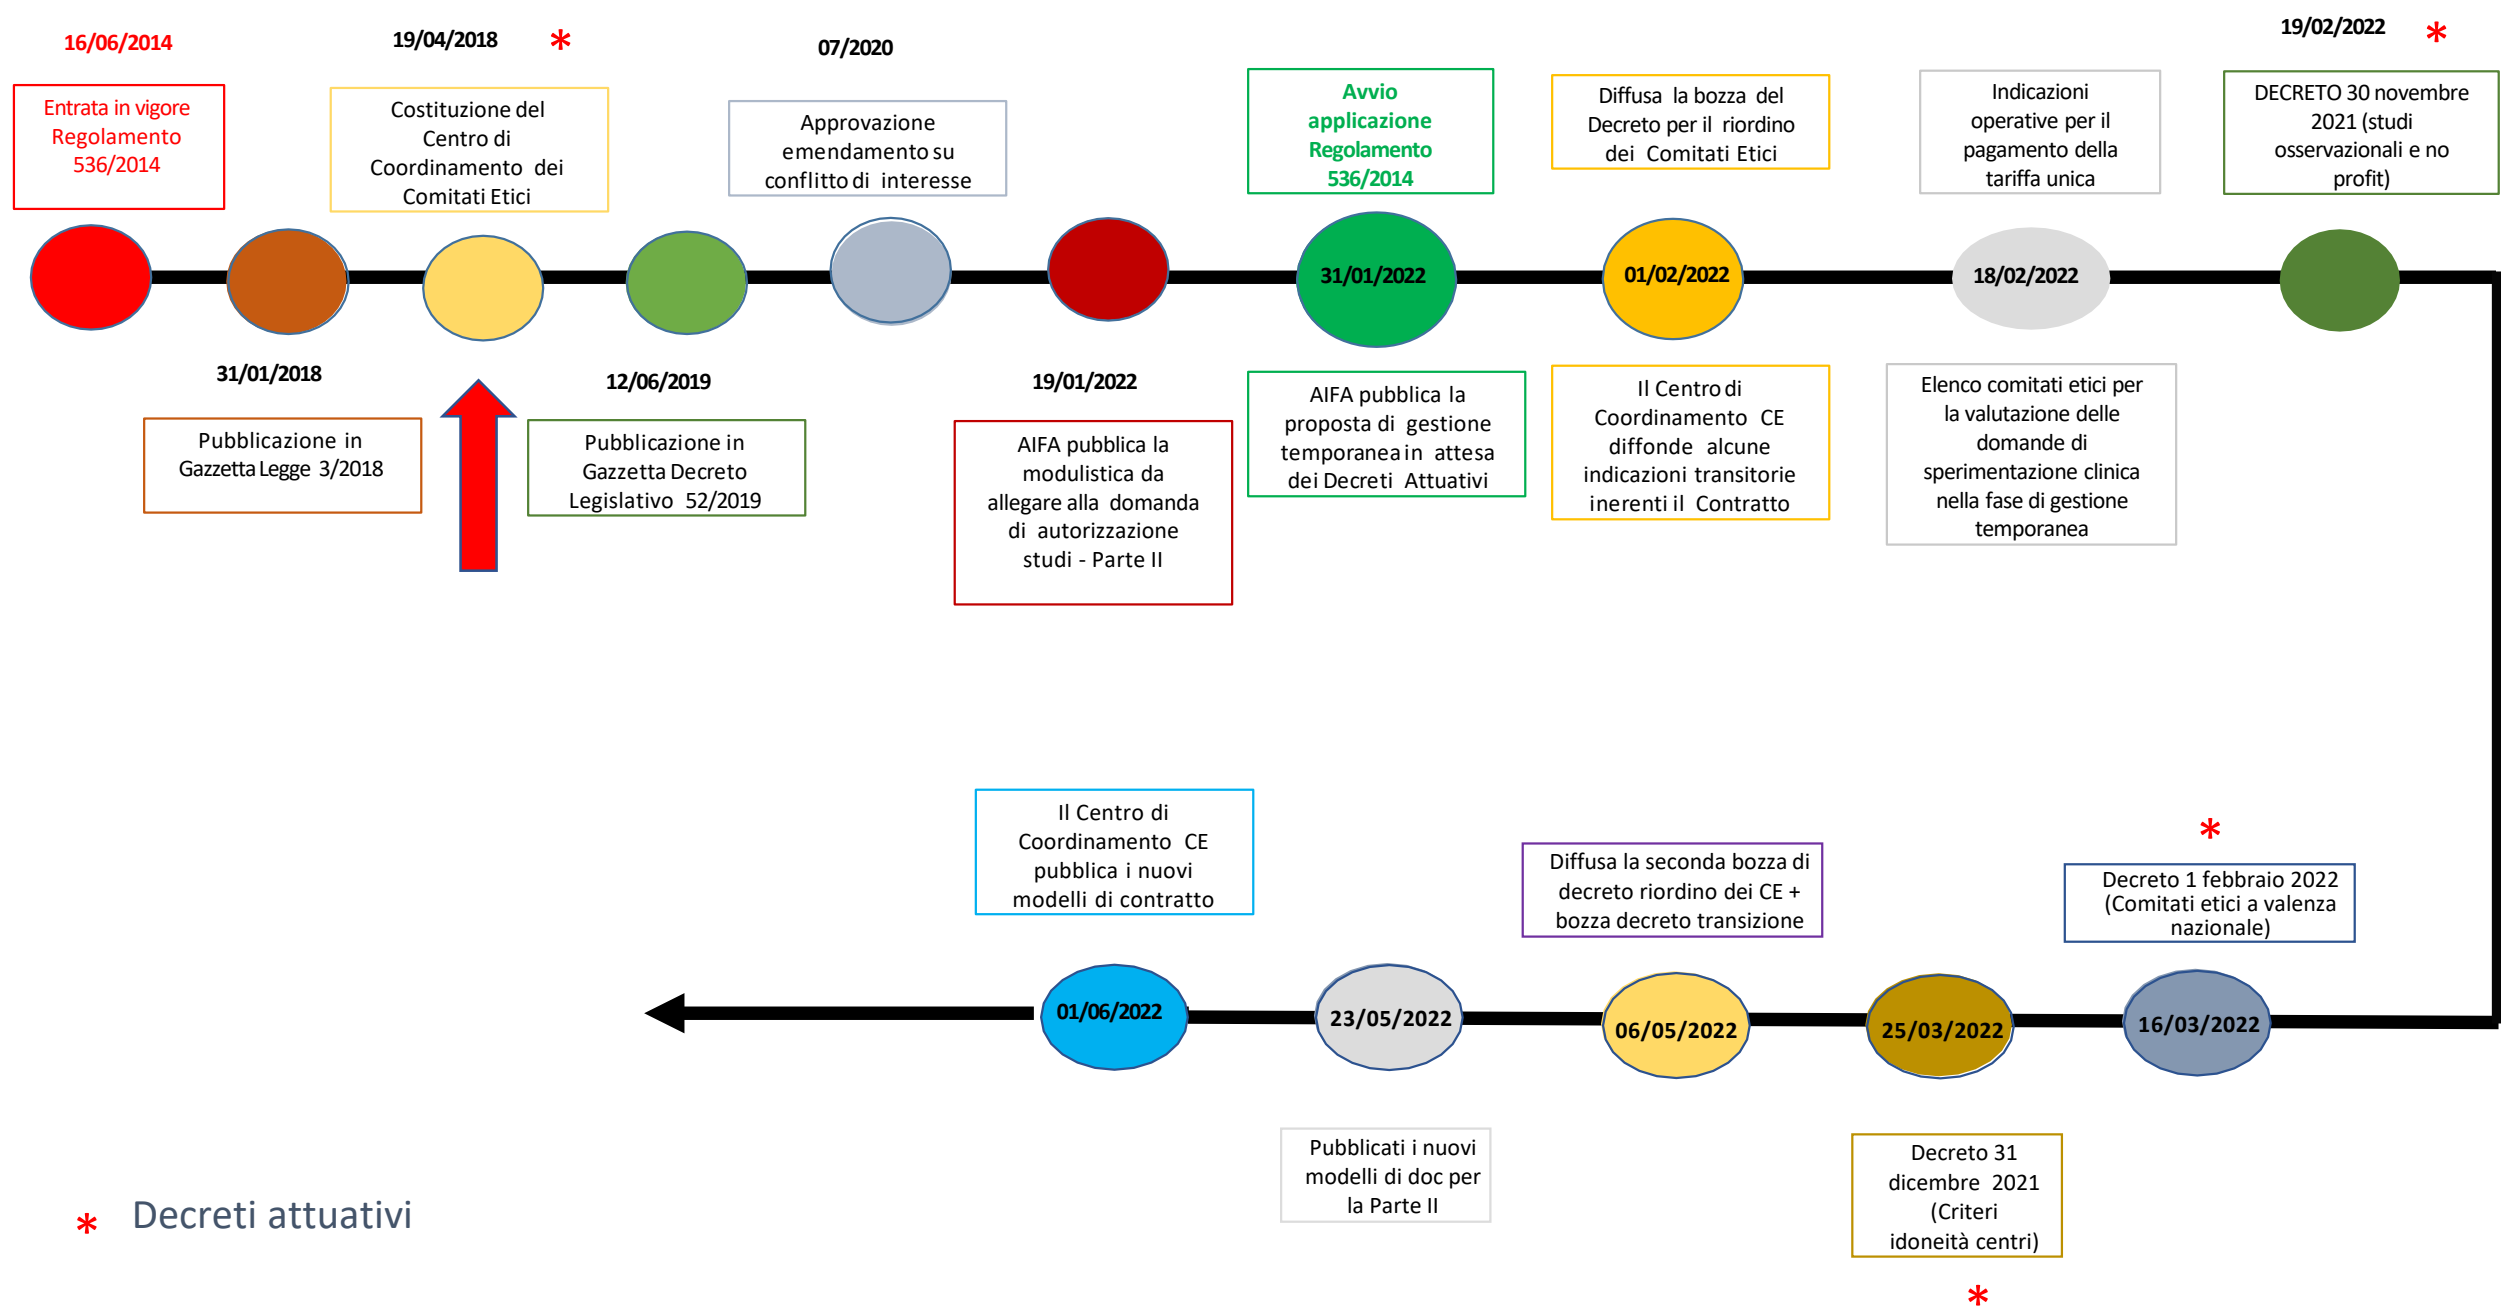 16/06/2014
Entrata in vigore
Regolamento
536/2014
31/01/2018
Pubblicazione in
Gazzetta Legge 3/2018
19/04/2018 *
Costituzione del
Centro di
Coordinamento dei
Comitati Etici
12/06/2019
Pubblicazione in
Gazzetta Decreto
Legislativo 52/2019
07/2020
Approvazione
emendamento su
conflitto di interesse
19/01/2022
AIFA pubblica la
modulistica da
allegare alla domanda
di autorizzazione
studi - Parte II
Avvio
applicazione
Regolamento
536/2014
31/01/2022
AIFA pubblica la
proposta di gestione
temporanea in attesa
dei Decreti Attuativi
Diffusa la bozza del
Decreto per il riordino
dei Comitati Etici
01/02/2022
Il Centro di
Coordinamento CE
diffonde alcune
indicazioni transitorie
inerenti il Contratto
Indicazioni
operative per il
pagamento della
tariffa unica
18/02/2022
Elenco comitati etici per
la valutazione delle
domande di
sperimentazione clinica
nella fase di gestione
temporanea
19/02/2022 *
DECRETO 30 novembre
2021 (studi
osservazionali e no
profit)
*
Decreto 1 febbraio 2022
(Comitati etici a valenza
nazionale)
16/03/2022
25/03/2022
Decreto 31
dicembre 2021
(Criteri
idoneità centri)
*
Diffusa la seconda bozza di
decreto riordino dei CE +
bozza decreto transizione
06/05/2022
23/05/2022
Pubblicati i nuovi
modelli di doc per
la Parte II
Il Centro di
Coordinamento CE
pubblica i nuovi
modelli di contratto
01/06/2022
* Decreti attuativi